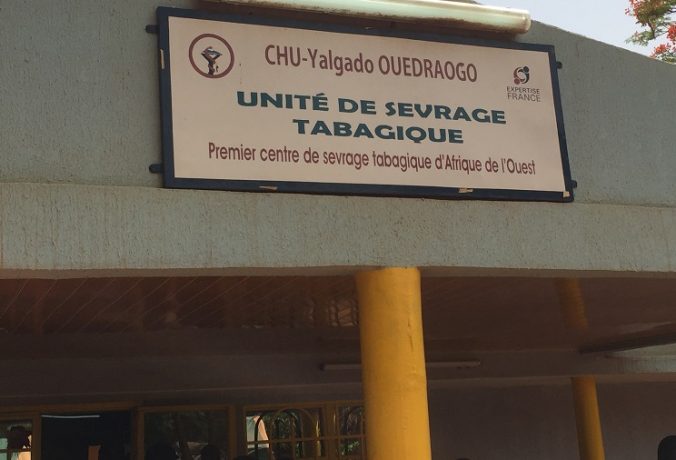 CHU-Yalgado OUEDRAOGO
EXPERTISE
FRANCE
UNITÉ DE SEVRAGE
TABAGIQUE
Premier centre de sevrage tabagique d'Afrique de l'Ouest